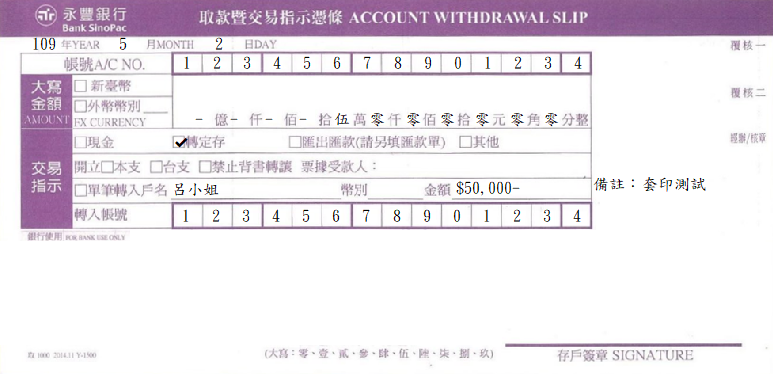 永豐銀行 取款暨交易指示憑條 ACCOUNT WITHDRAWAL SLIP
Bank SinoPac
109 年YEAR 5 月MONTH 2 日DAY 覆核一
帳號A/C NO. 1 2 3 4 5 6 7 8 9 0 1 2 3 4
大寫金額 AMOUNT □新臺幣 覆核二
□外幣幣別
EX CURRENCY -億-仟-佰-拾伍萬零仟零佰零拾零元零角零分整
交易指示 □現金 ☑轉定存 □匯出匯款(請另填匯款單) □其他
開立□本支 □台支 □禁止背書轉讓 票據受款人：
□單筆轉入戶名 呂小姐 幣別 金額 $50,000- 備註：套印測試
轉入帳號 1 2 3 4 5 6 7 8 9 0 1 2 3 4
銀行使用 FOR BANK USE ONLY
(大寫：零、壹、貳、參、肆、伍、陸、柒、捌、玖) 存戶簽章 SIGNATURE